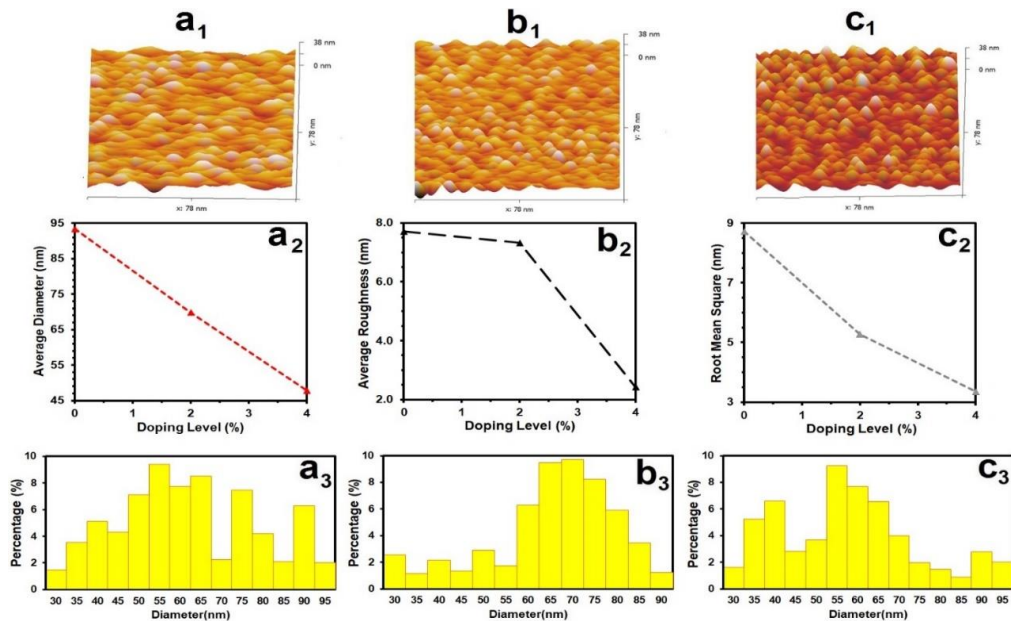 a1
b1
c1
38 nm
0 nm
y: 78 nm
x: 78 nm
38 nm
0 nm
y: 78 nm
x: 78 nm
38 nm
0 nm
y: 78 nm
x: 78 nm
a2
95
85
75
65
55
45
Average Diameter (nm)
0 1 2 3 4
Doping Level (%)
b2
8.0
6.0
4.0
2.0
Average Roughness (nm)
0 1 2 3 4
Doping Level (%)
c2
9
7
5
3
Root Mean Square (nm)
0 1 2 3 4
Doping Level (%)
a3
10
8
6
4
2
0
Percentage (%)
30 35 40 45 50 55 60 65 70 75 80 85 90 95
Diameter(nm)
b3
10
8
6
4
2
0
Percentage (%)
30 35 40 45 50 55 60 65 70 75 80 85 90
Diameter(nm)
c3
10
8
6
4
2
0
Percentage (%)
30 35 40 45 50 55 60 65 70 75 80 85 90 95
Diameter(nm)